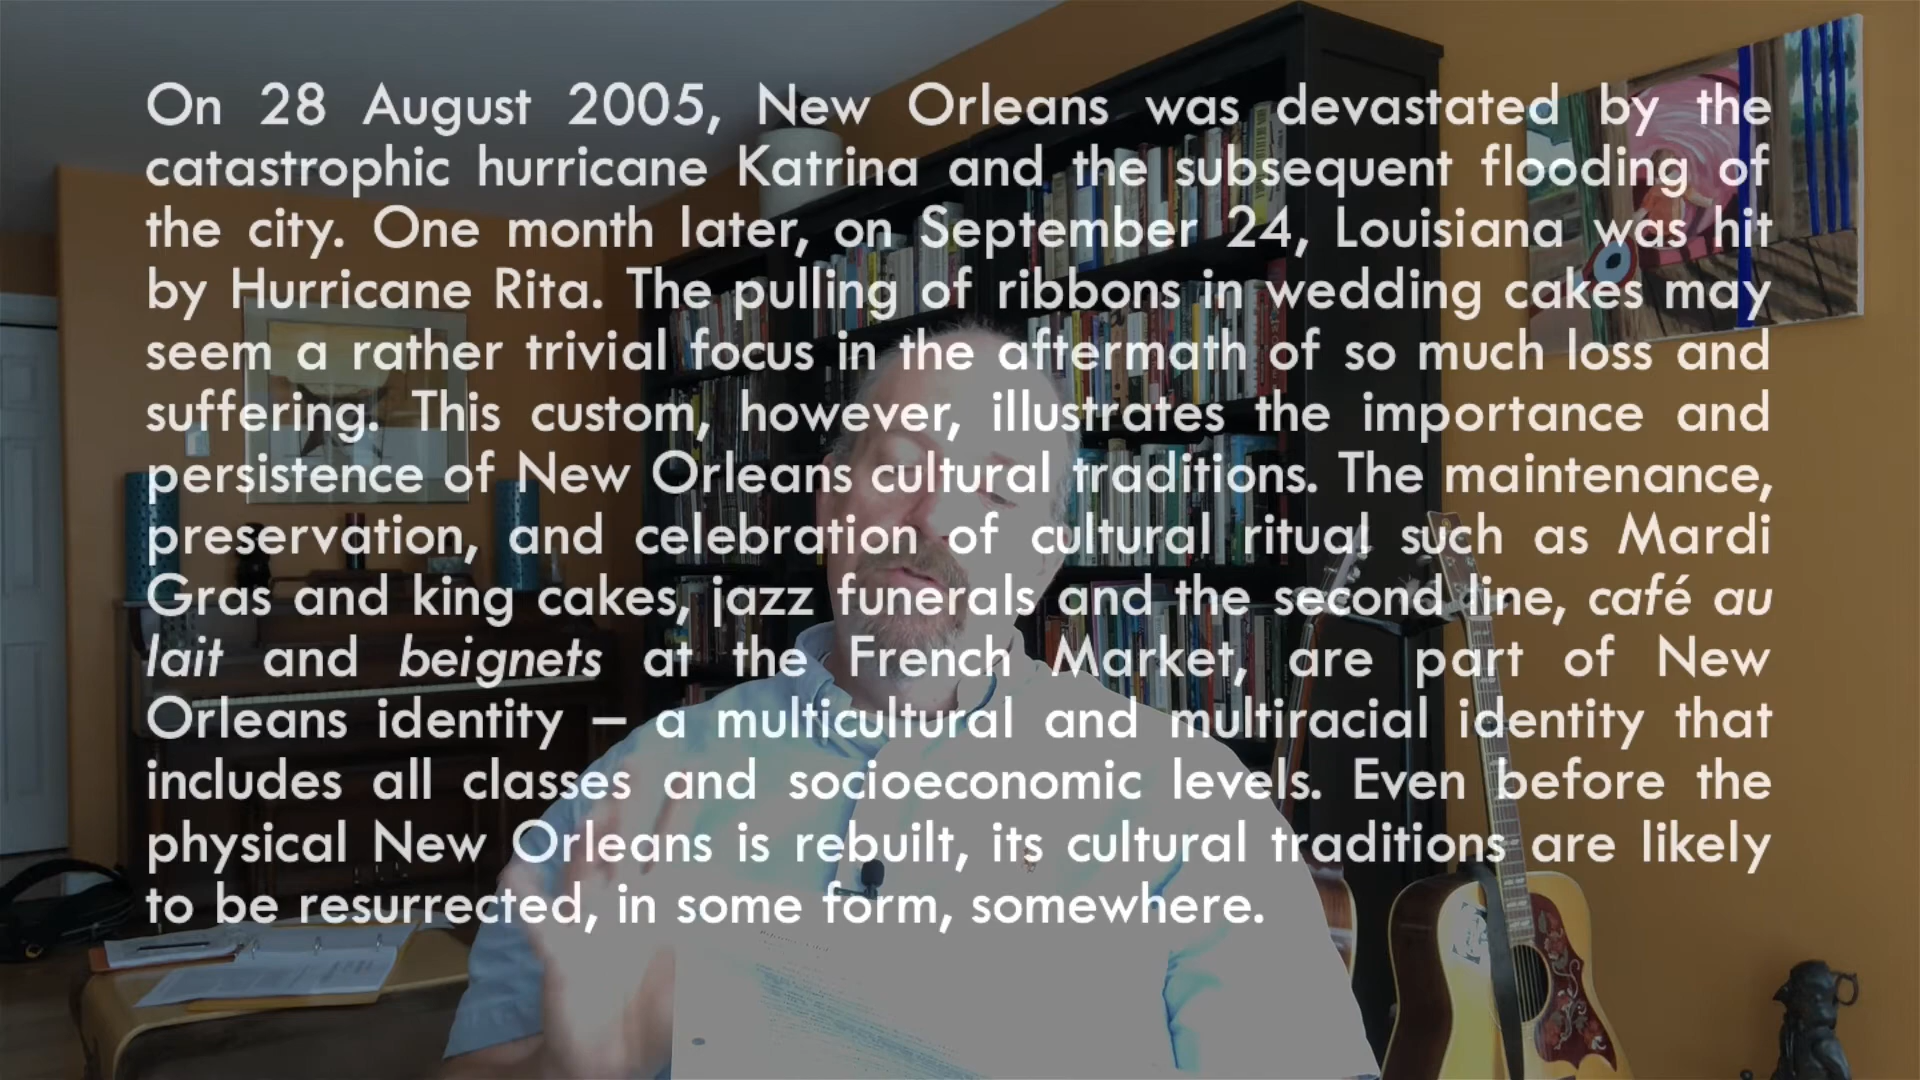 On 28 August 2005, New Orleans was devastated by the
catastrophic hurricane Katrina and the subsequent flooding of
the city. One month later, on September 24, Louisiana was hit
by Hurricane Rita. The pulling of ribbons in wedding cakes may
seem a rather trivial focus in the aftermath of so much loss and
suffering. This custom, however, illustrates the importance and
persistence of New Orleans cultural traditions. The maintenance,
preservation, and celebration of cultural ritual such as Mardi
Gras and king cakes, jazz funerals and the second line, café au
lait and beignets at the French Market, are part of New
Orleans identity – a multicultural and multiracial identity that
includes all classes and socioeconomic levels. Even before the
physical New Orleans is rebuilt, its cultural traditions are likely
to be resurrected, in some form, somewhere.